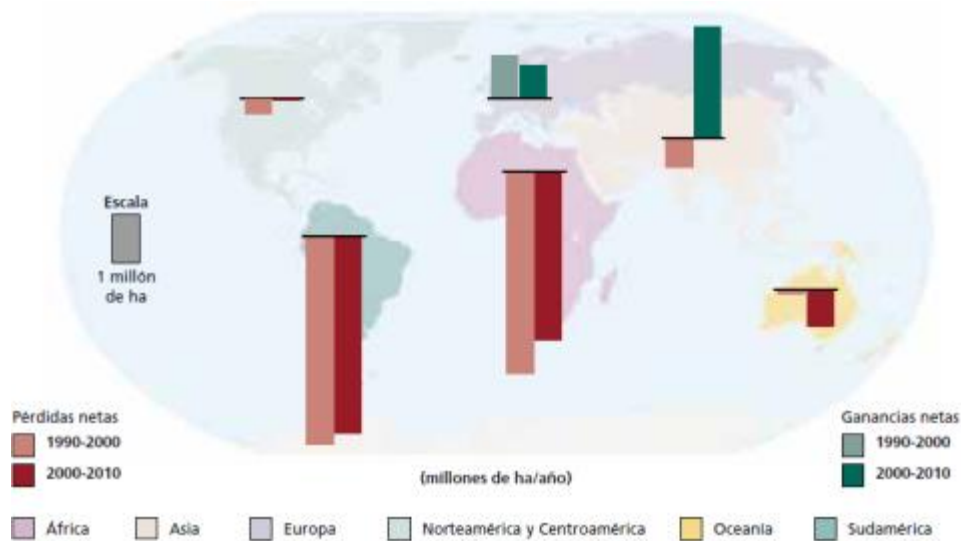 Escala
1 millón
de ha
Pérdidas netas
1990-2000
2000-2010
(millones de ha/año)
Ganancias netas
1990-2000
2000-2010
África
Asia
Europa
Norteamérica y Centroamérica
Oceanía
Sudamérica